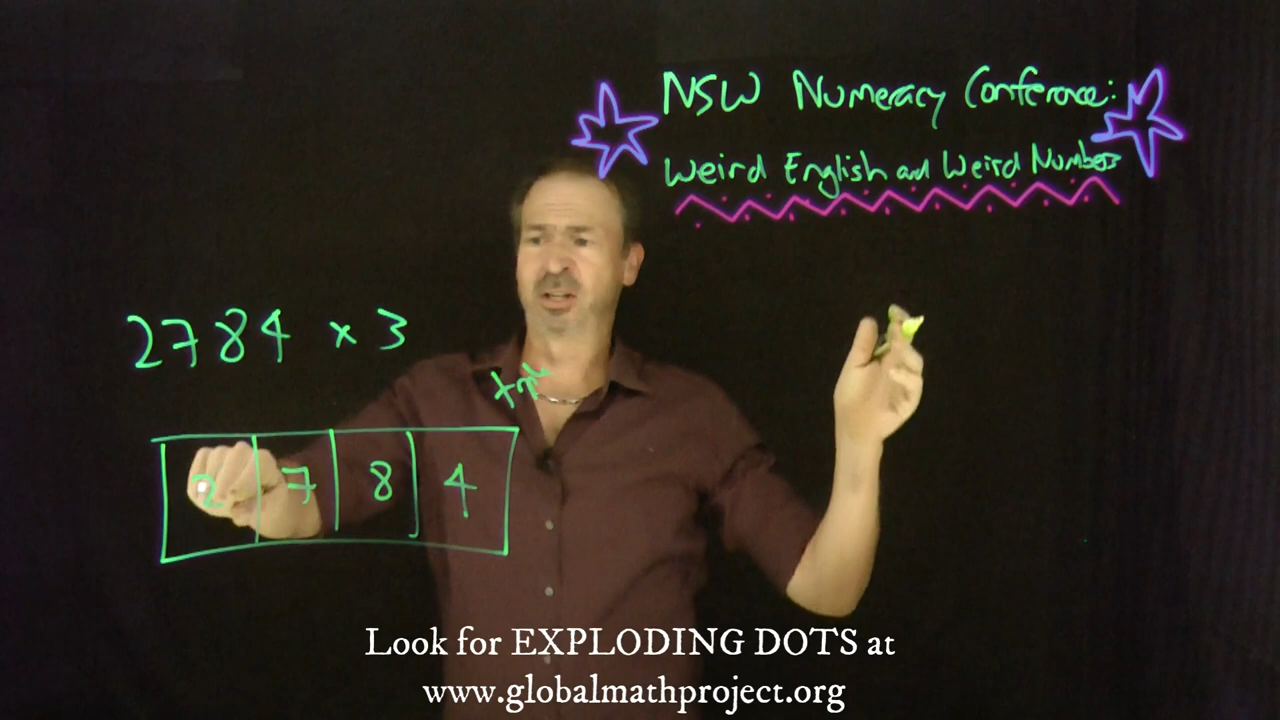 NSW Numeracy Conference:
Weird English and Weird Numbers
2784 x 3
2 7 8 4
Look for EXPLODING DOTS at
www.globalmathproject.org